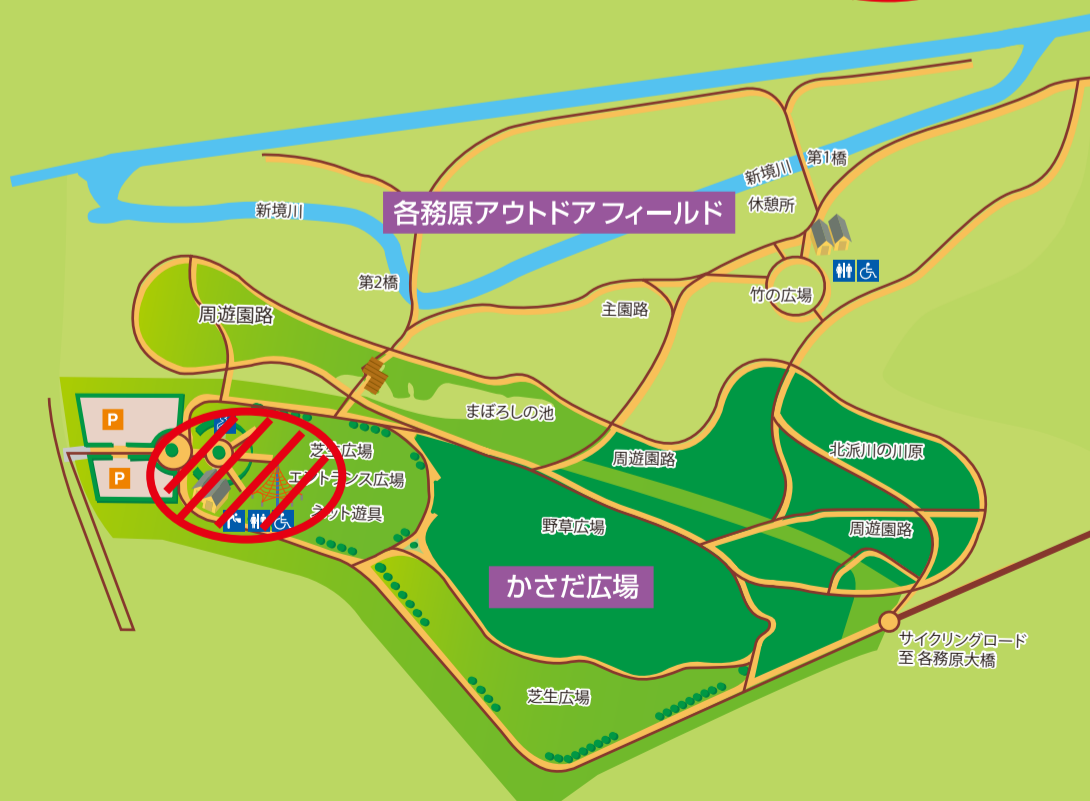 第1橋
新境川
休憩所
新境川
各務原アウトドアフィールド
第2橋
竹の広場
主園路
周遊園路
まぼろしの池
P
P
芝生広場
エントランス広場
ネット遊具
周遊園路
北派川の川原
野草広場
周遊園路
かさだ広場
サイクリングロード
至 各務原大橋
芝生広場